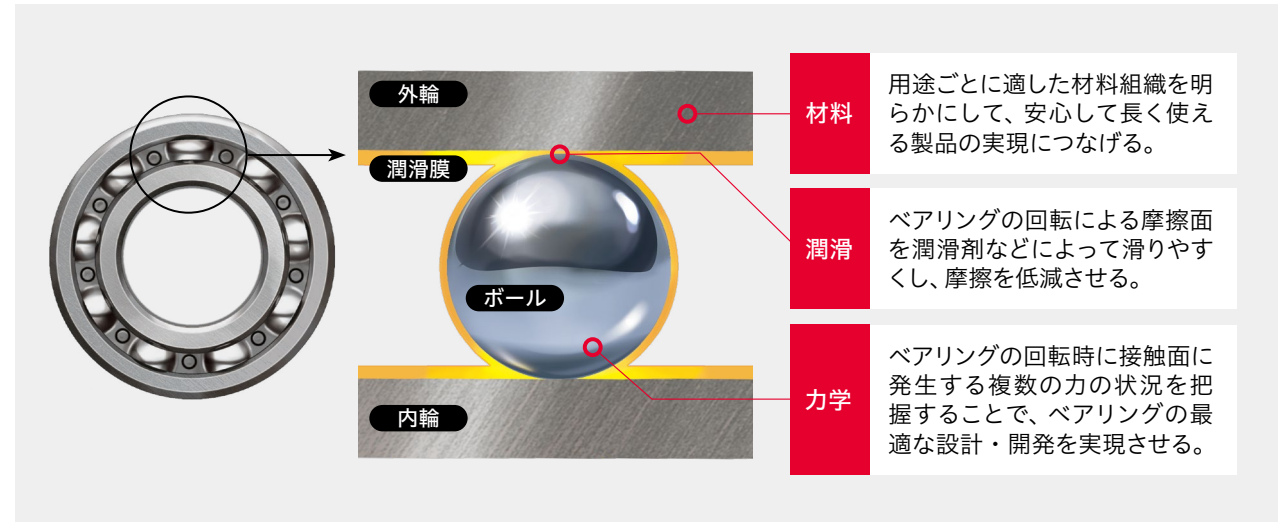 外輪
潤滑膜
ボール
内輪
材料
用途ごとに適した材料組織を明
らかにして、安心して長く使え
る製品の実現につなげる。
潤滑
ベアリングの回転による摩擦面
を潤滑剤などによって滑りやす
くし、摩擦を低減させる。
力学
ベアリングの回転時に接触面に
発生する複数の力の状況を把
握することで、ベアリングの最
適な設計・開発を実現させる。